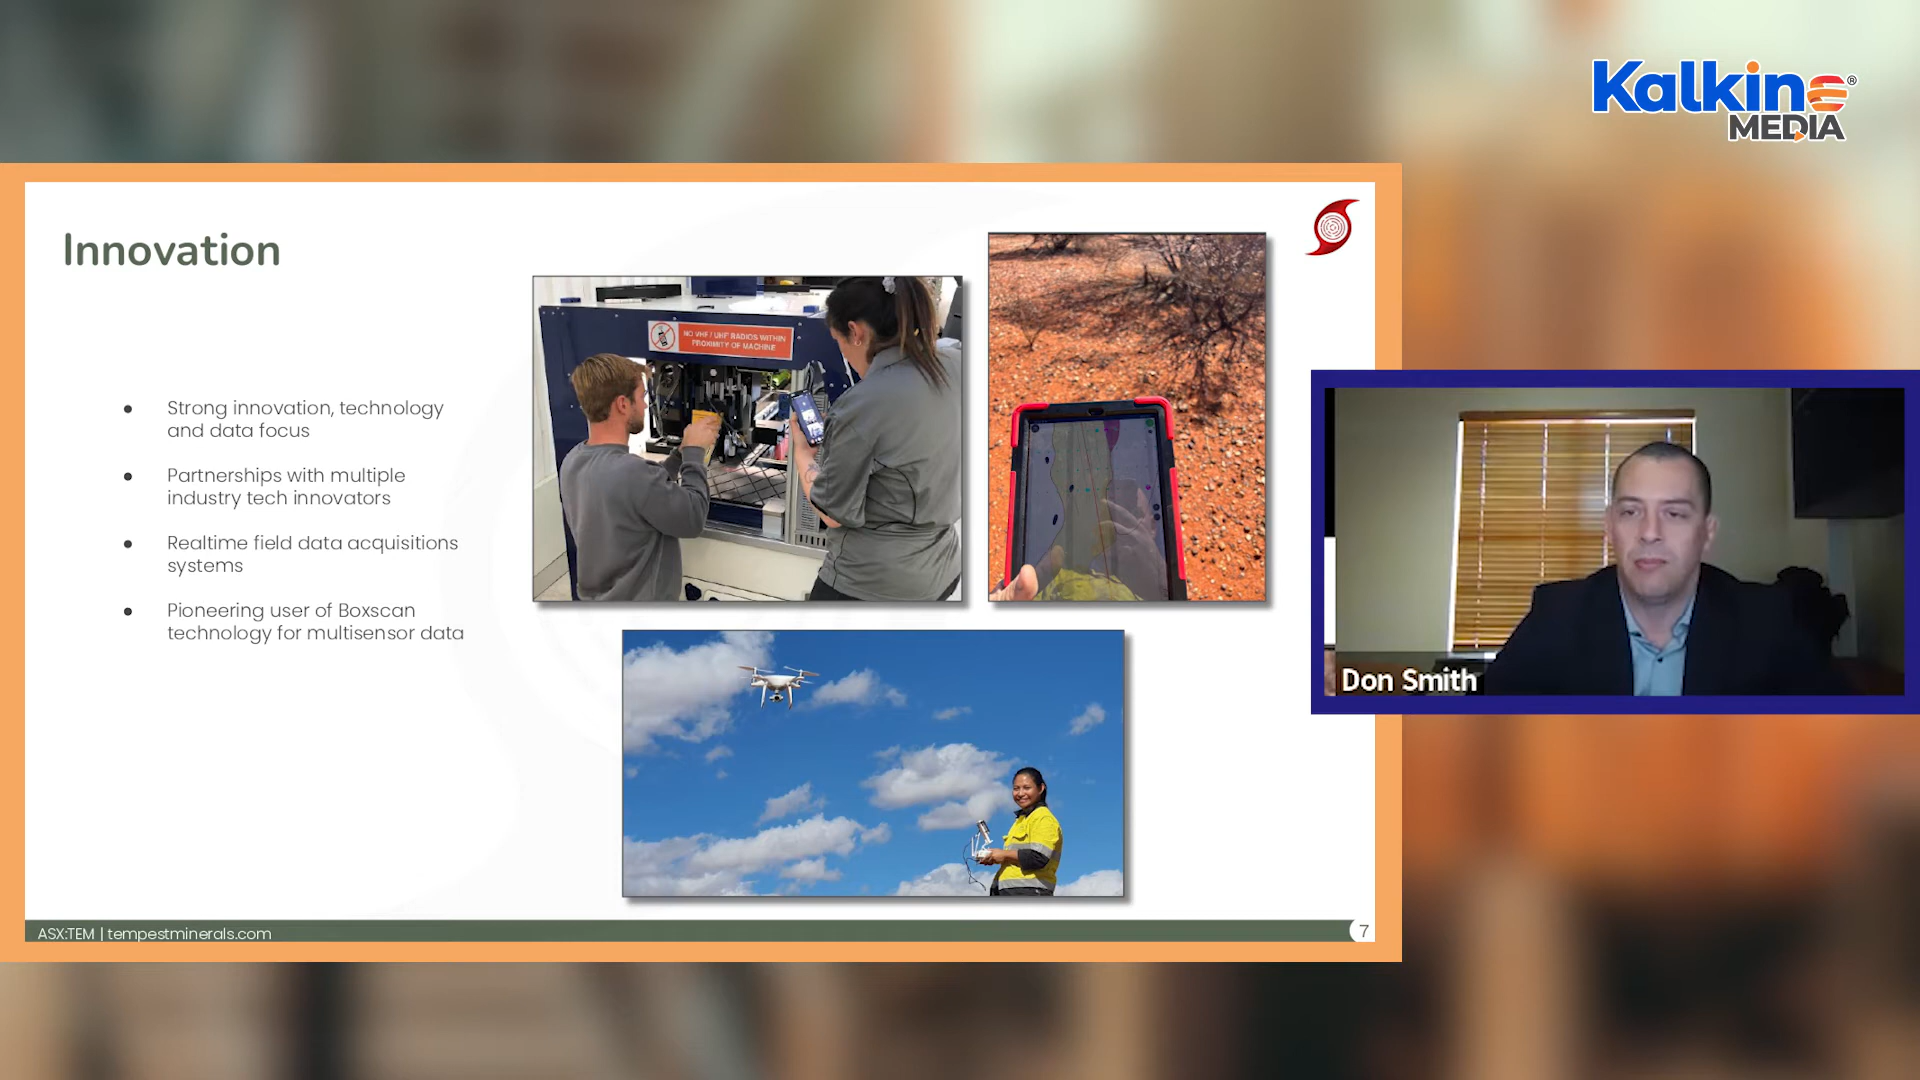 Kalkine®
MEDIA
Innovation
NO VHF / UHF RADIOS WITHIN
PROXIMITY OF MACHINE
● Strong innovation, technology
and data focus
● Partnerships with multiple
industry tech innovators
● Realtime field data acquisitions
systems
● Pioneering user of Boxscan
technology for multisensor data
Don Smith
ASX:TEM | tempestminerals.com
7